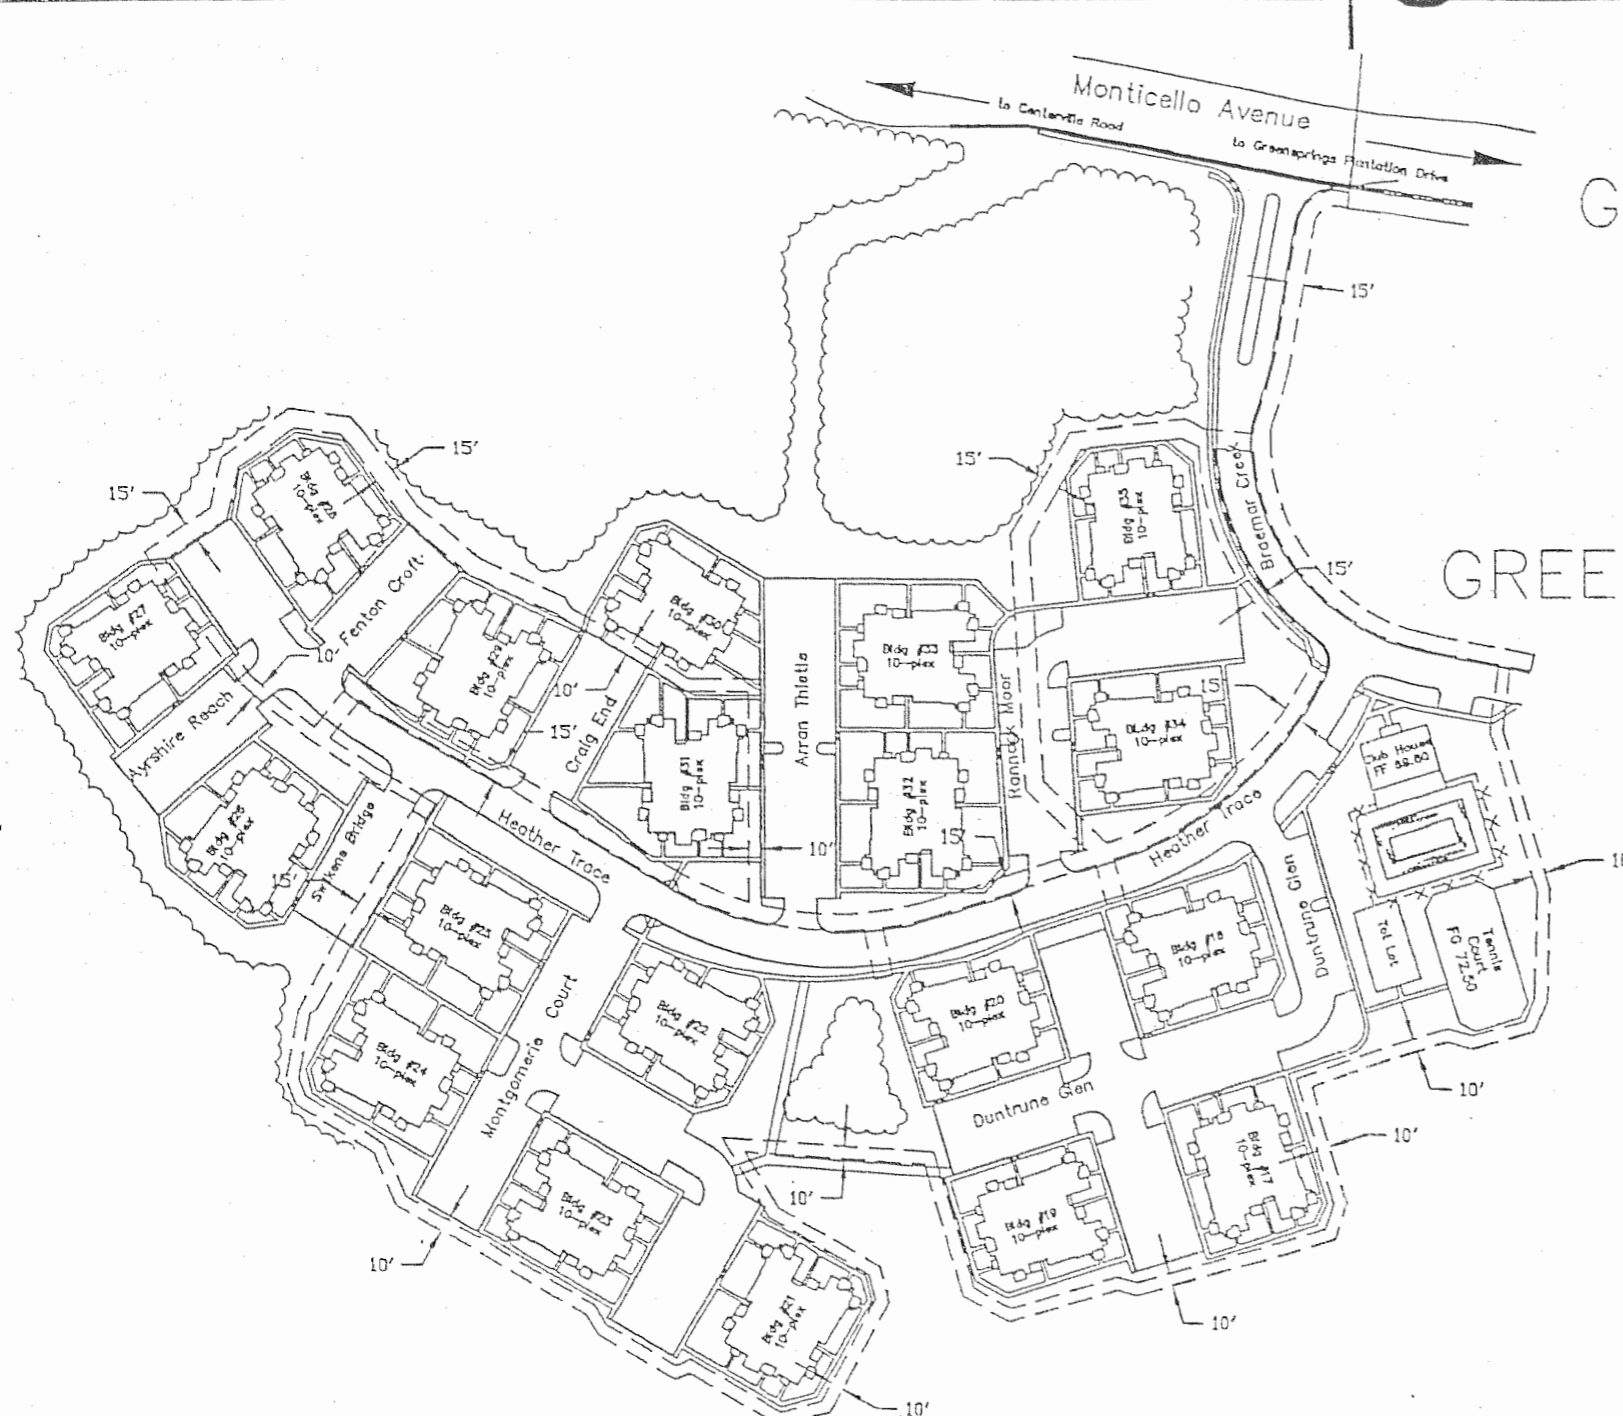 Monticello Avenue
to Centerville Road
to Greensprings Plantation Drive
G
15'
15'
15'
15'
Bldg #28
10-plex
Bldg #35
10-plex
Braemar Creek
15'
GREE
Bldg #27
10-plex
Fenton Croft
10'
Bldg #30
10-plex
Bldg #29
10-plex
10'
Bldg #33
10-plex
Arran Thistle
Rannock Moor
15'
Bldg #34
10-plex
Ayrshire Reach
15'
Craig End
Bldg #31
10-plex
Bldg #32
10-plex
15'
Club House
FF 88.80
Heather Trace
Heather Trace
10'
Bldg #26
10-plex
15'
Bridge
Bldg #25
10-plex
Duntrune Glen
Bldg #18
10-plex
Tot Lot
Tennis
Court
FG 72.50
Montgomerie Court
Bldg #22
10-plex
Bldg #20
10-plex
Bldg #24
10-plex
Duntrune Glen
10'
10'
Bldg #17
10-plex
10'
Bldg #23
10-plex
Bldg #19
10-plex
10'
10'
Bldg #21
10-plex
10'